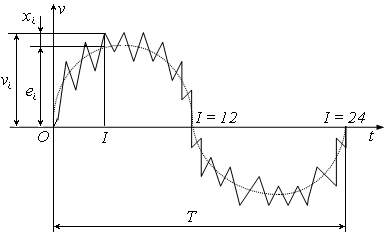 x_i
v
v_i
e_i
I = 12
I = 24
O
I
t
T